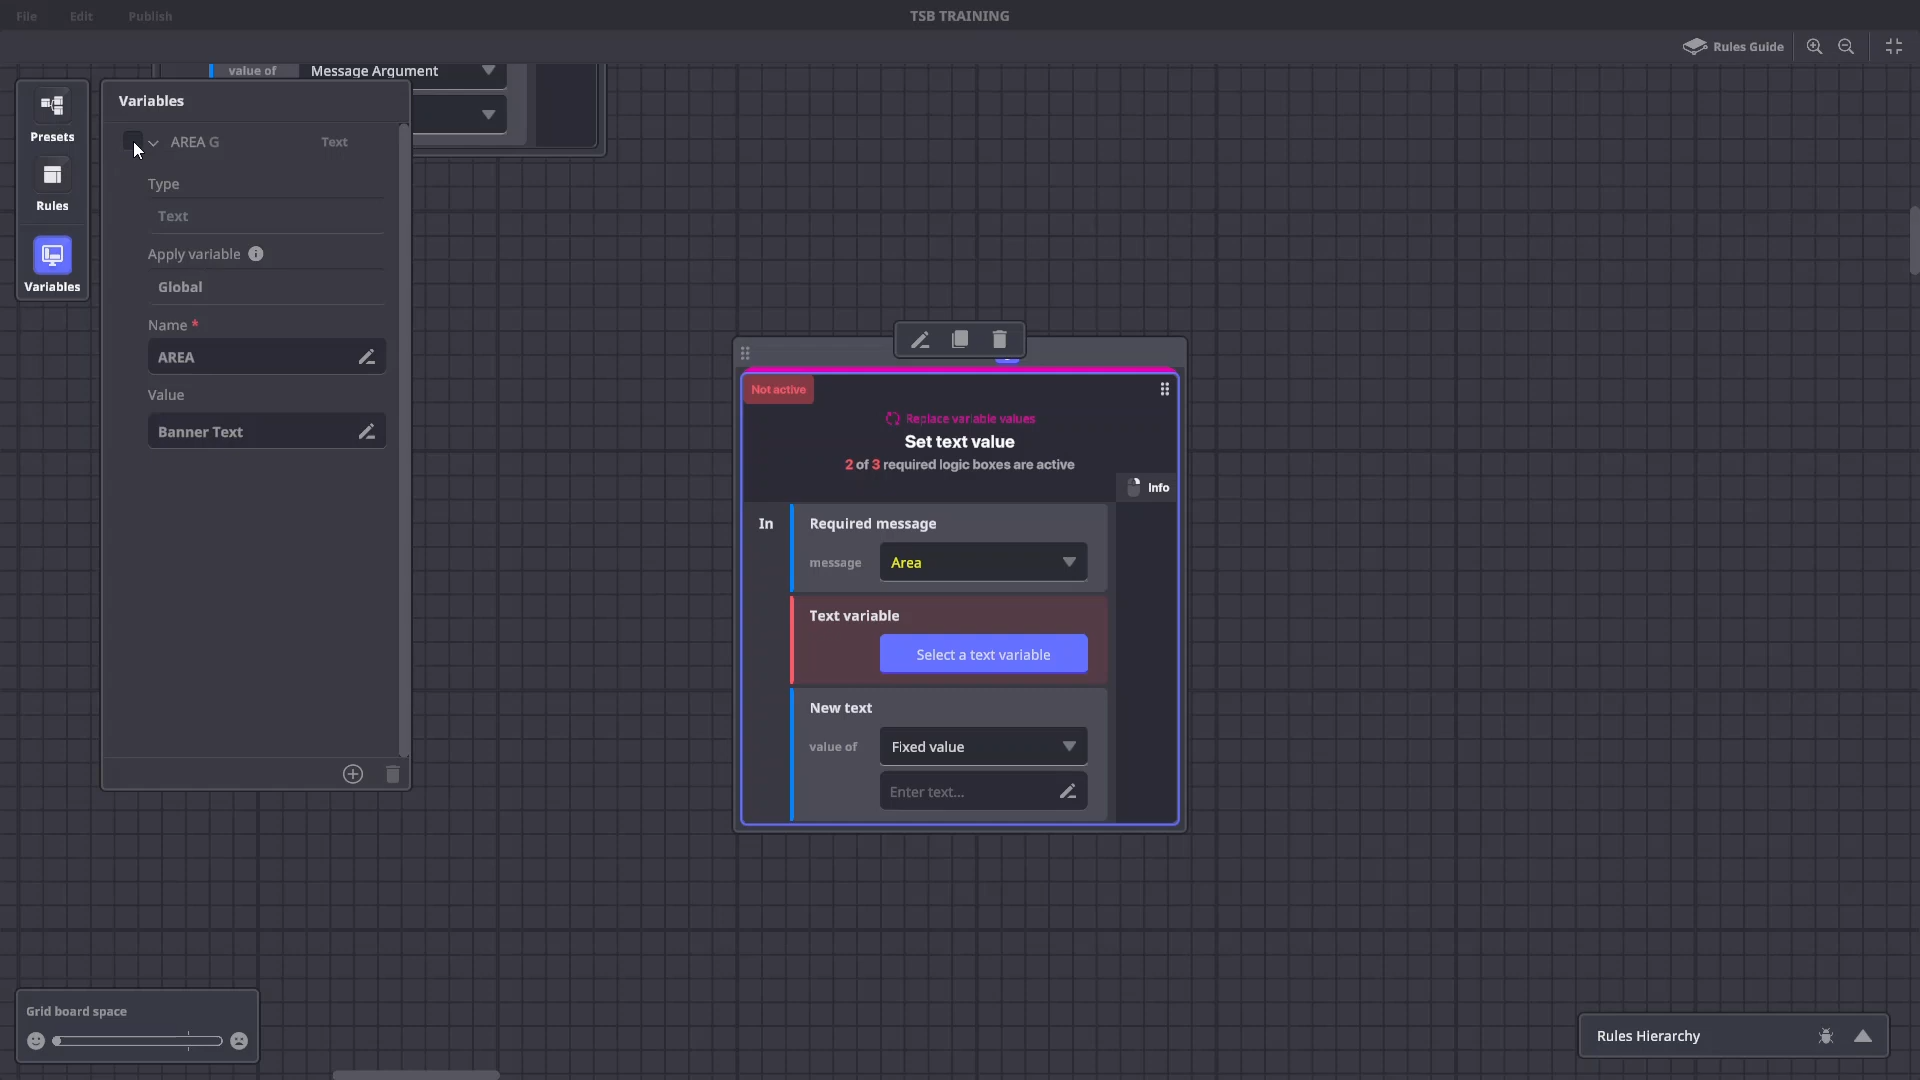 File
Edit
Publish
TSB TRAINING
Rules Guide
value of
Message Argument
Presets
Rules
Variables
Variables
AREA G
Text
Type
Text
Apply variable
Global
Name *
AREA
Value
Banner Text
Not active
Replace variable values
Set text value
2 of 3 required logic boxes are active
Info
In
Required message
message
Area
Text variable
Select a text variable
New text
value of
Fixed value
Enter text...
Grid board space
Rules Hierarchy